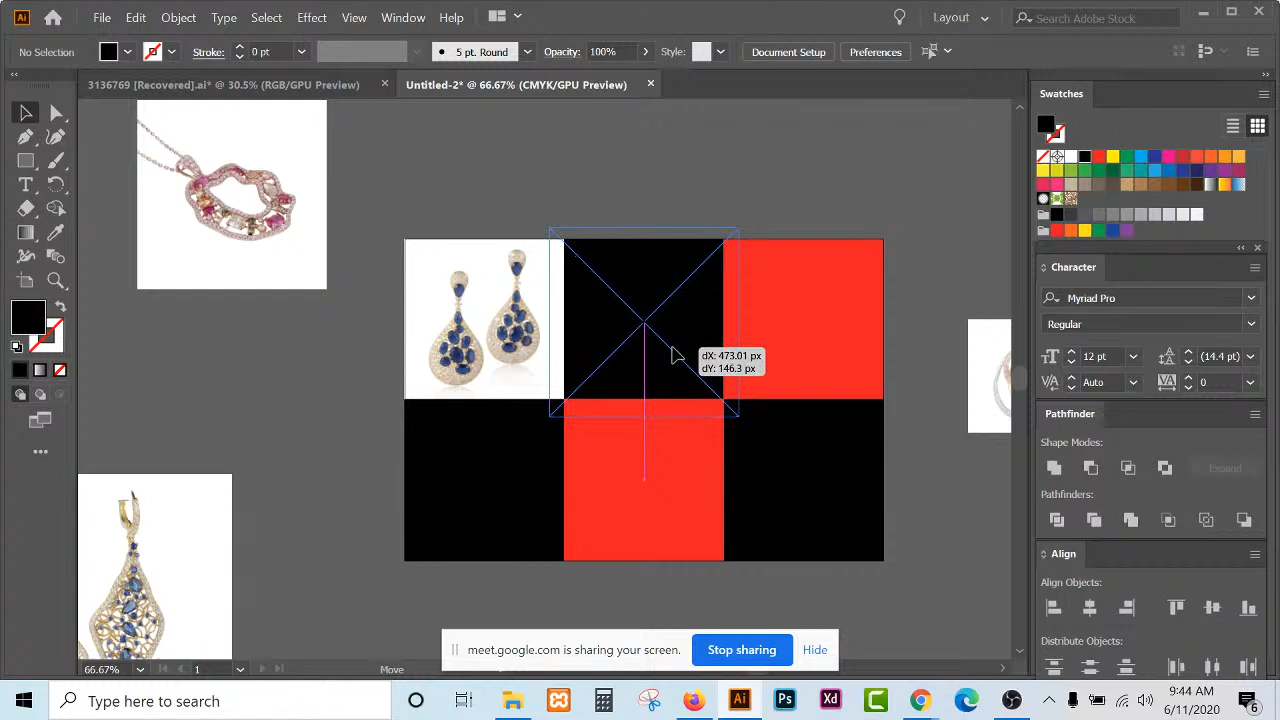 Ai File Edit Object Type Select Effect View Window Help Layout Search Adobe Stock
No Selection Stroke: 0 pt 5 pt. Round Opacity: 100% Style: Document Setup Preferences
3136769 [Recovered].ai* @ 30.5% (RGB/GPU Preview) Untitled-2* @ 66.67% (CMYK/GPU Preview)
Swatches
Character
Myriad Pro
Regular
12 pt (14.4 pt)
Auto 0
Pathfinder
Shape Modes:
Expand
Pathfinders:
Align
Align Objects:
Distribute Objects:
dX: 473.01 px
dY: 146.3 px
meet.google.com is sharing your screen. Stop sharing Hide
66.67% 1 Move
Type here to search Ai Ps Xd 9:44 AM
6/11/2020
6